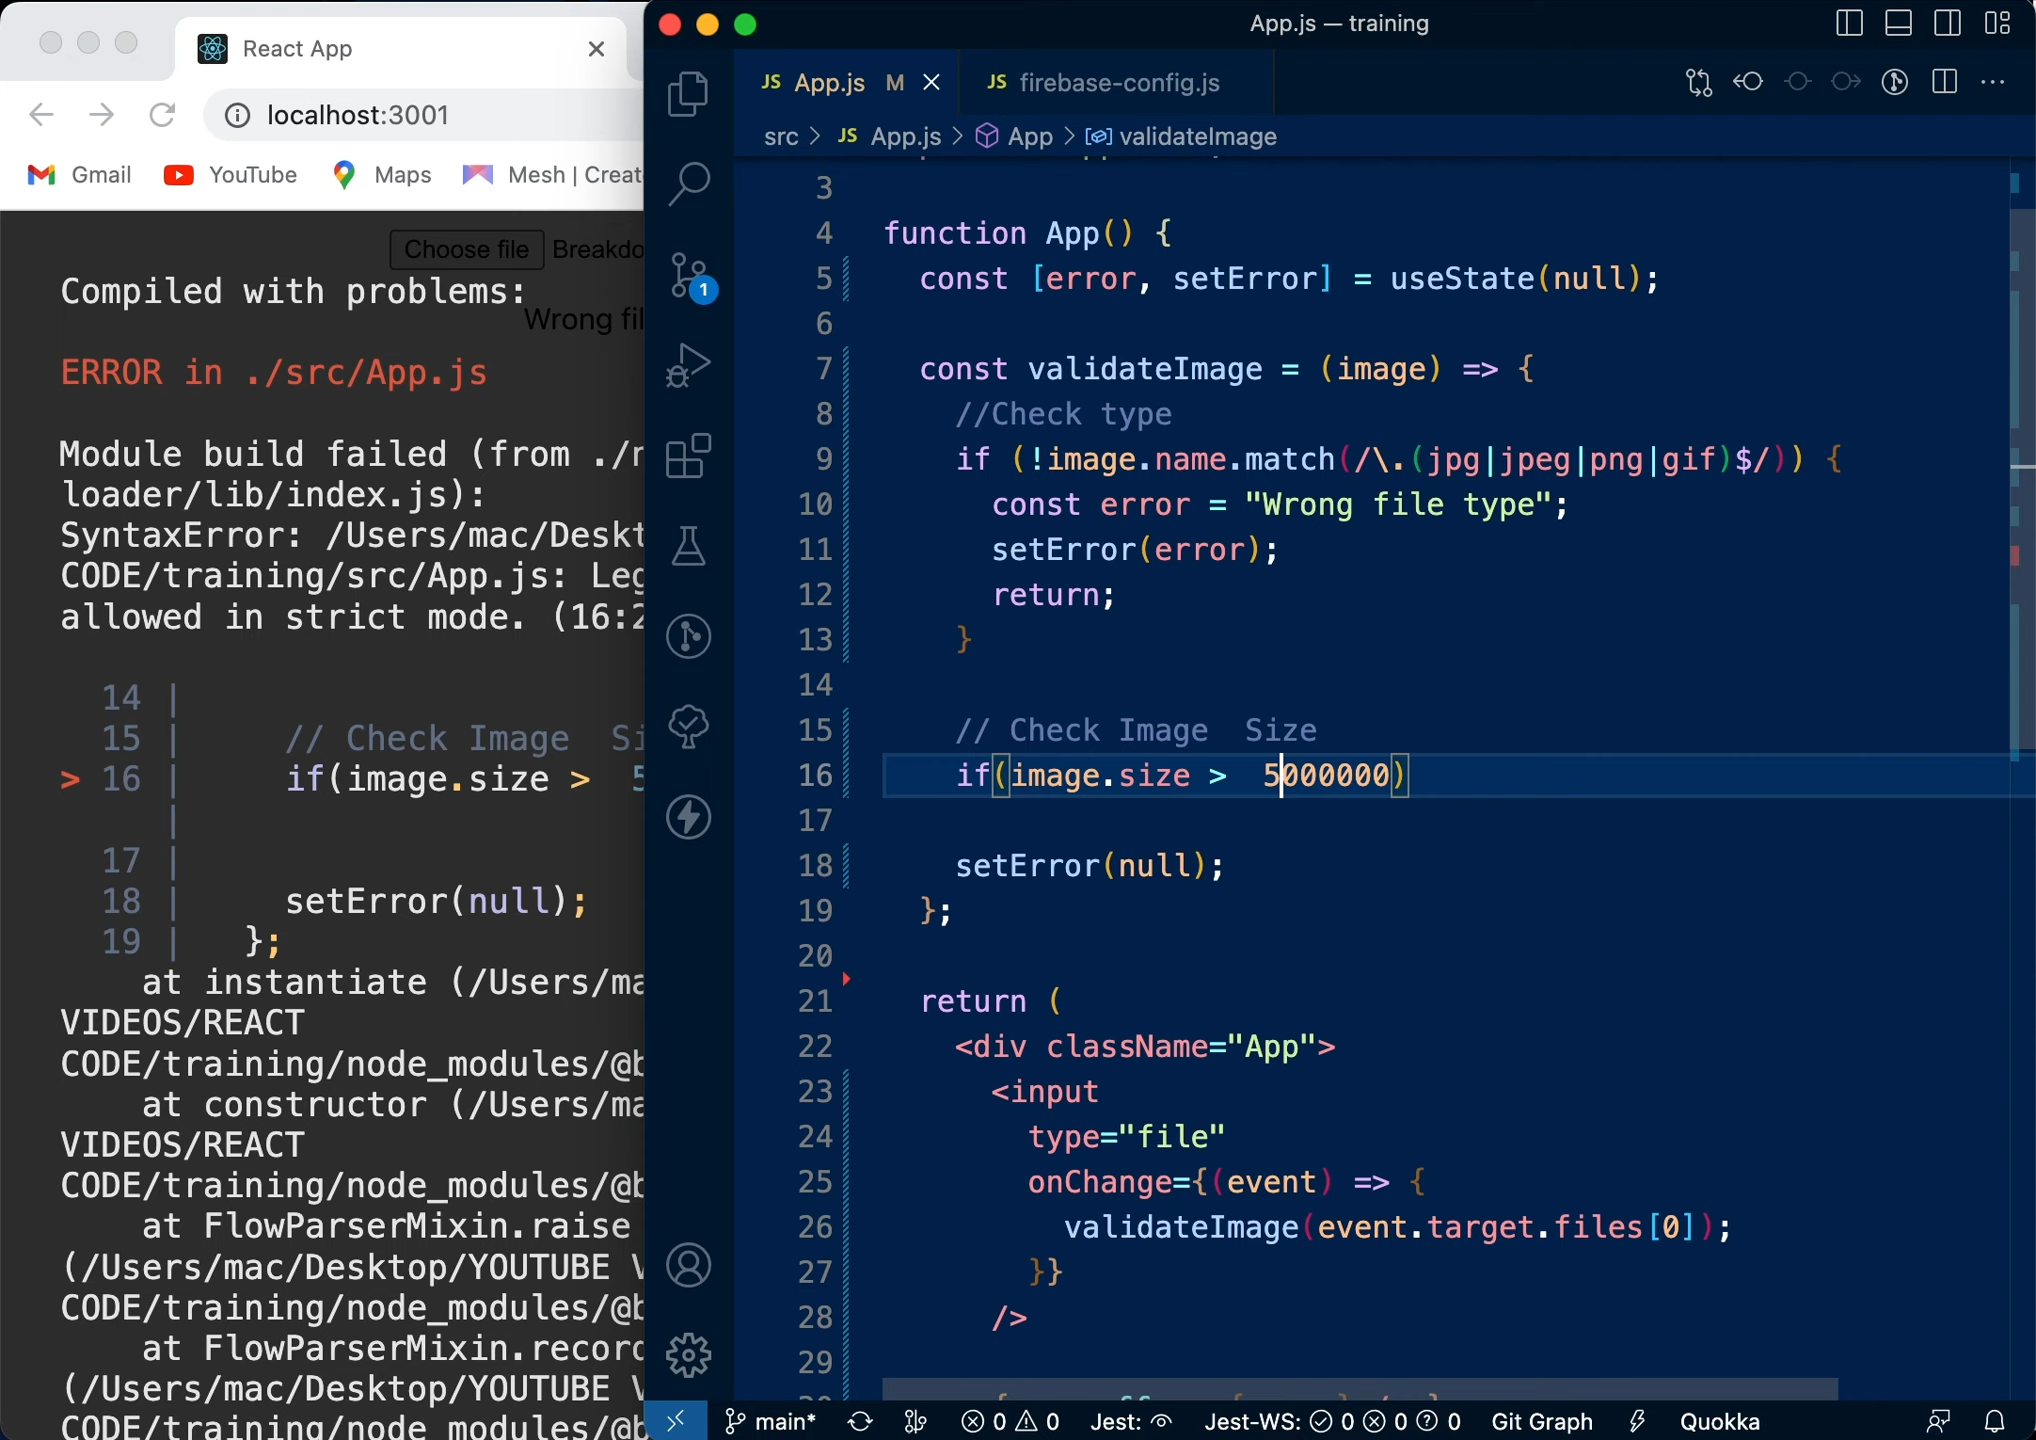 React App
localhost:3001
Gmail YouTube Maps Mesh | Creat
Choose file Breakdo
Compiled with problems:
Wrong fil
ERROR in ./src/App.js
Module build failed (from ./n
loader/lib/index.js):
SyntaxError: /Users/mac/Deskt
CODE/training/src/App.js: Leg
allowed in strict mode. (16:2
14 |
15 | // Check Image  Si
> 16 | if(image.size >  5
|
17 |
18 | setError(null);
19 | };
at instantiate (/Users/ma
VIDEOS/REACT
CODE/training/node_modules/@b
at constructor (/Users/ma
VIDEOS/REACT
CODE/training/node_modules/@b
at FlowParserMixin.raise
(/Users/mac/Desktop/YOUTUBE V
CODE/training/node_modules/@b
at FlowParserMixin.record
(/Users/mac/Desktop/YOUTUBE V
CODE/training/node_modules/@b
App.js — training
JS App.js M JS firebase-config.js
src > JS App.js > App > validateImage
3
4 function App() {
5 const [error, setError] = useState(null);
6
7 const validateImage = (image) => {
8 //Check type
9 if (!image.name.match(/\.(jpg|jpeg|png|gif)$/)) {
10 const error = "Wrong file type";
11 setError(error);
12 return;
13 }
14
15 // Check Image  Size
16 if(image.size >  5000000)
17
18 setError(null);
19 };
20
21 return (
22 <div className="App">
23 <input
24 type="file"
25 onChange={(event) => {
26 validateImage(event.target.files[0]);
27 }}
28 />
29
1
main* 0 0 Jest: Jest-WS: 0 0 0 Git Graph Quokka